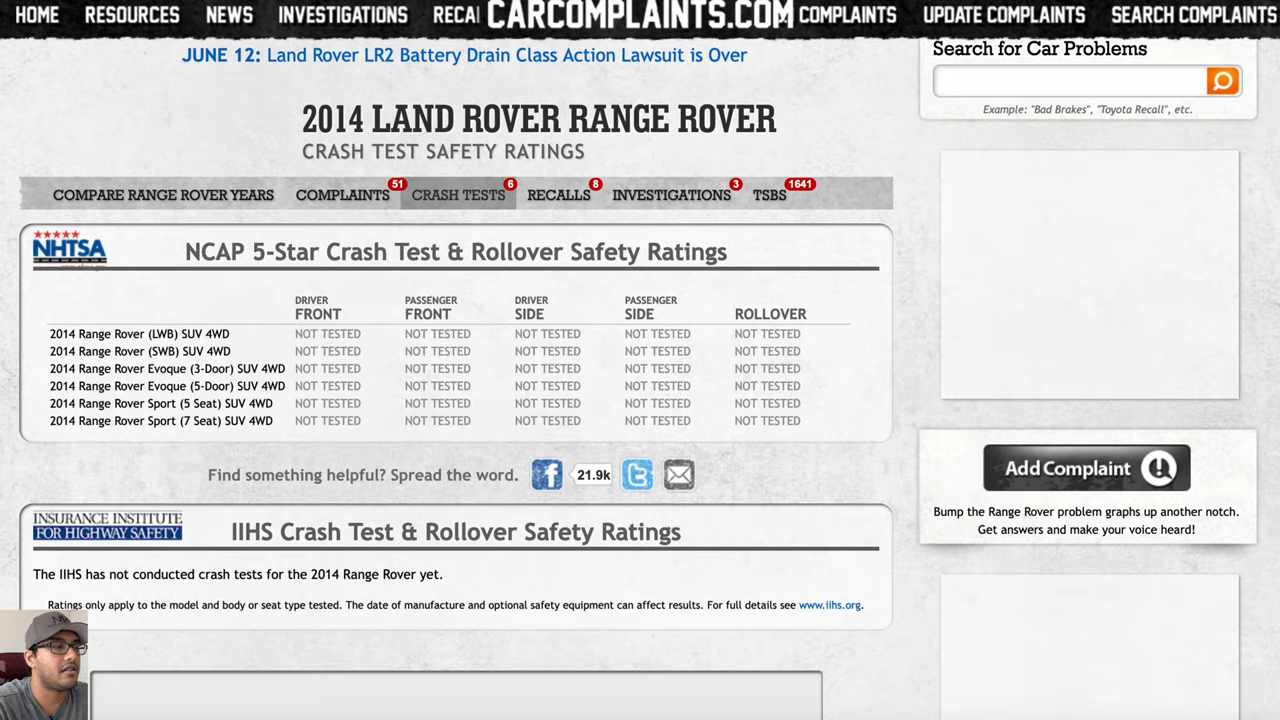 HOME RESOURCES NEWS INVESTIGATIONS RECAL CARCOMPLAINTS.COM COMPLAINTS UPDATE COMPLAINTS SEARCH COMPLAINTS
JUNE 12: Land Rover LR2 Battery Drain Class Action Lawsuit is Over
Search for Car Problems
Example: "Bad Brakes", "Toyota Recall", etc.
2014 LAND ROVER RANGE ROVER
CRASH TEST SAFETY RATINGS
COMPARE RANGE ROVER YEARS COMPLAINTS 51 CRASH TESTS 6 RECALLS 8 INVESTIGATIONS 3 TSBS 1641
NHTSA
NCAP 5-Star Crash Test & Rollover Safety Ratings
DRIVER PASSENGER DRIVER PASSENGER
FRONT FRONT SIDE SIDE ROLLOVER
2014 Range Rover (LWB) SUV 4WD NOT TESTED NOT TESTED NOT TESTED NOT TESTED NOT TESTED
2014 Range Rover (SWB) SUV 4WD NOT TESTED NOT TESTED NOT TESTED NOT TESTED NOT TESTED
2014 Range Rover Evoque (3-Door) SUV 4WD NOT TESTED NOT TESTED NOT TESTED NOT TESTED NOT TESTED
2014 Range Rover Evoque (5-Door) SUV 4WD NOT TESTED NOT TESTED NOT TESTED NOT TESTED NOT TESTED
2014 Range Rover Sport (5 Seat) SUV 4WD NOT TESTED NOT TESTED NOT TESTED NOT TESTED NOT TESTED
2014 Range Rover Sport (7 Seat) SUV 4WD NOT TESTED NOT TESTED NOT TESTED NOT TESTED NOT TESTED
Find something helpful? Spread the word. f 21.9k t
Add Complaint
Bump the Range Rover problem graphs up another notch.
Get answers and make your voice heard!
INSURANCE INSTITUTE
FOR HIGHWAY SAFETY
IIHS Crash Test & Rollover Safety Ratings
The IIHS has not conducted crash tests for the 2014 Range Rover yet.
Ratings only apply to the model and body or seat type tested. The date of manufacture and optional safety equipment can affect results. For full details see www.iihs.org.